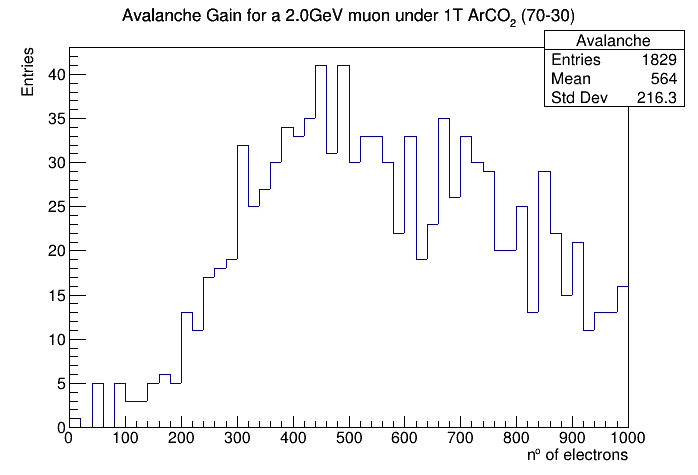 Avalanche Gain for a 2.0GeV muon under 1T ArCO2 (70-30)
Avalanche
Entries 1829
Mean 564
Std Dev 216.3
Entries
40
35
30
25
20
15
10
5
0
0 100 200 300 400 500 600 700 800 900 1000
nº of electrons